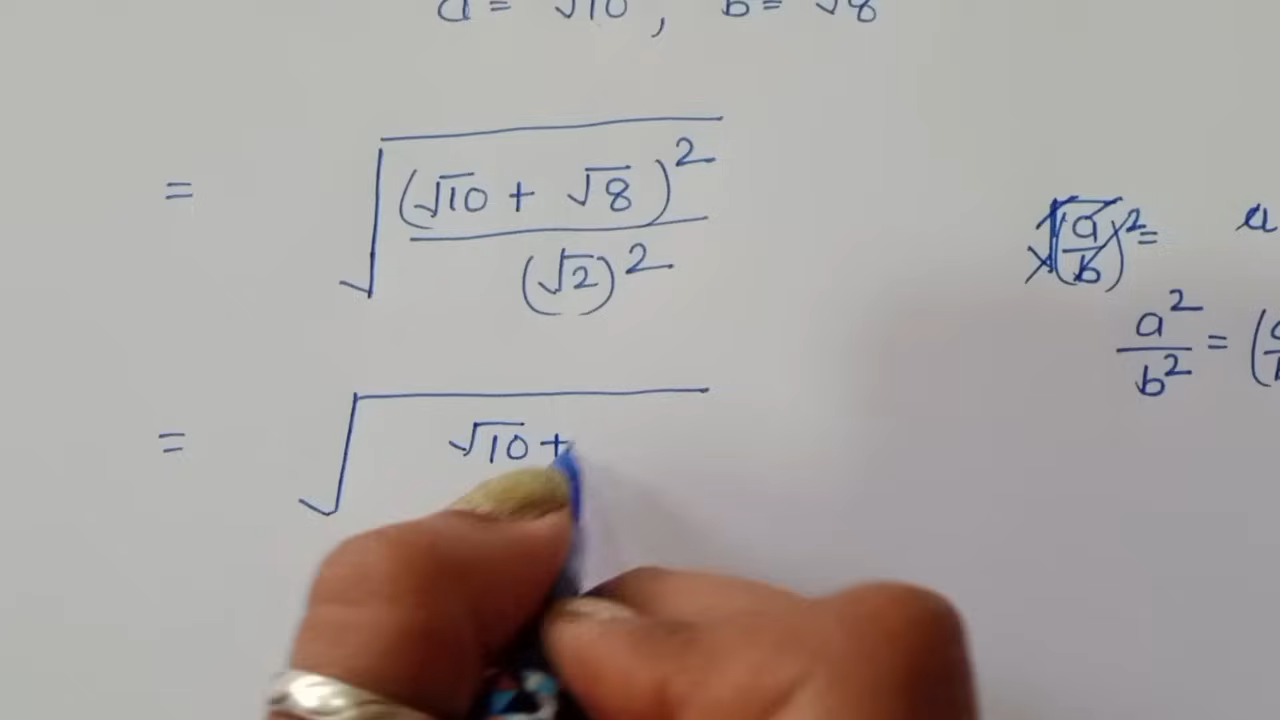 a = √10 , b = √8
= √((√10 + √8)² / (√2)²)
√(a/b)² = a
a²/b² = (
= √(√10 +